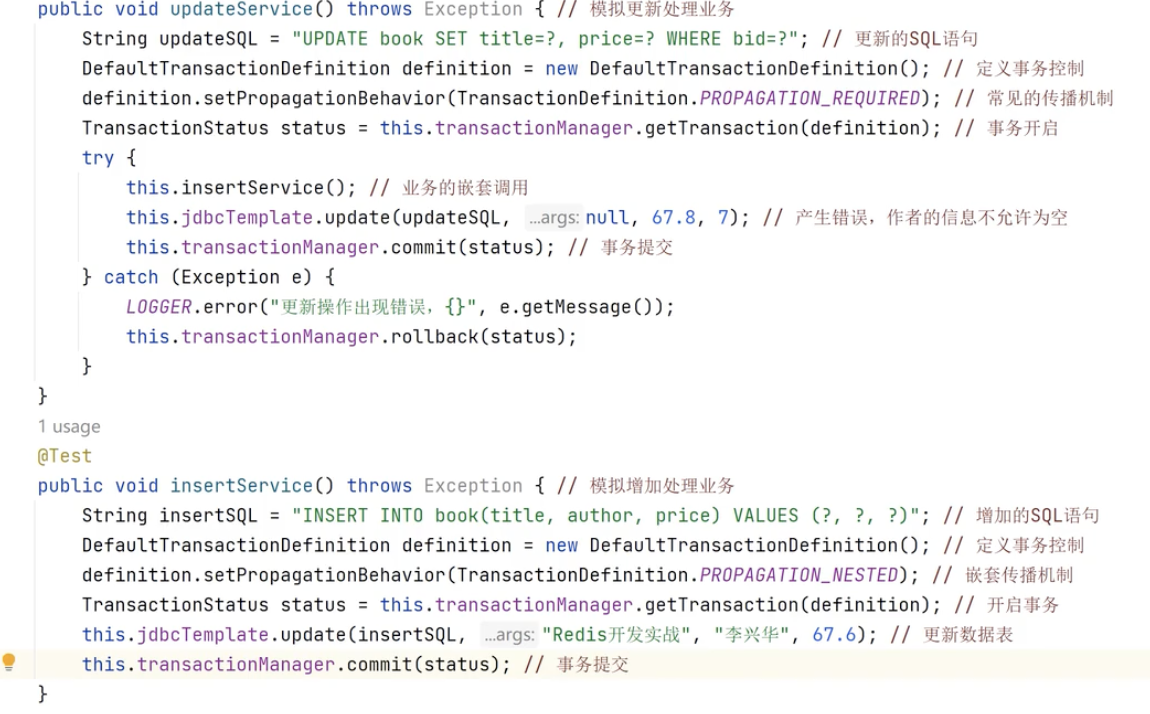 public void updateService() throws Exception { // 模拟更新处理业务
String updateSQL = "UPDATE book SET title=?, price=? WHERE bid=?"; // 更新的SQL语句
DefaultTransactionDefinition definition = new DefaultTransactionDefinition(); // 定义事务控制
definition.setPropagationBehavior(TransactionDefinition.PROPAGATION_REQUIRED); // 常见的传播机制
TransactionStatus status = this.transactionManager.getTransaction(definition); // 事务开启
try {
this.insertService(); // 业务的嵌套调用
this.jdbcTemplate.update(updateSQL, ...args: null, 67.8, 7); // 产生错误，作者的信息不允许为空
this.transactionManager.commit(status); // 事务提交
} catch (Exception e) {
LOGGER.error("更新操作出现错误，{}", e.getMessage());
this.transactionManager.rollback(status);
}
}
1 usage
@Test
public void insertService() throws Exception { // 模拟增加处理业务
String insertSQL = "INSERT INTO book(title, author, price) VALUES (?, ?, ?)"; // 增加的SQL语句
DefaultTransactionDefinition definition = new DefaultTransactionDefinition(); // 定义事务控制
definition.setPropagationBehavior(TransactionDefinition.PROPAGATION_NESTED); // 嵌套传播机制
TransactionStatus status = this.transactionManager.getTransaction(definition); // 开启事务
this.jdbcTemplate.update(insertSQL, ...args: "Redis开发实战", "李兴华", 67.6); // 更新数据表
this.transactionManager.commit(status); // 事务提交
}